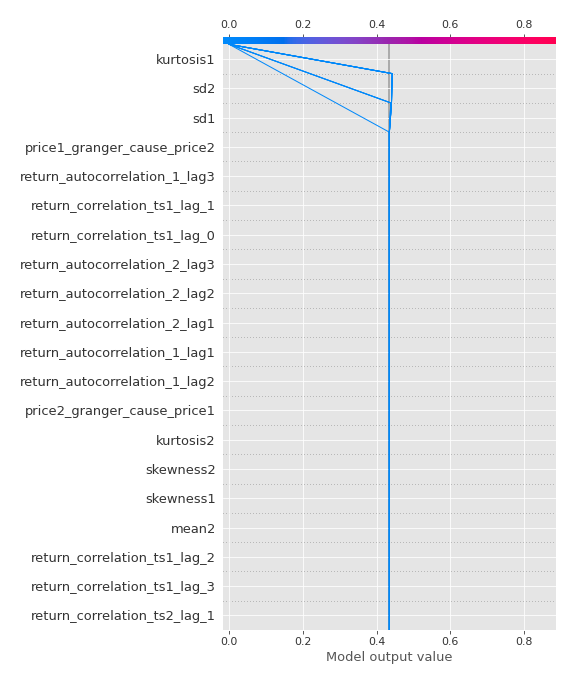 0.0 0.2 0.4 0.6 0.8
kurtosis1
sd2
sd1
price1_granger_cause_price2
return_autocorrelation_1_lag3
return_correlation_ts1_lag_1
return_correlation_ts1_lag_0
return_autocorrelation_2_lag3
return_autocorrelation_2_lag2
return_autocorrelation_2_lag1
return_autocorrelation_1_lag1
return_autocorrelation_1_lag2
price2_granger_cause_price1
kurtosis2
skewness2
skewness1
mean2
return_correlation_ts1_lag_2
return_correlation_ts1_lag_3
return_correlation_ts2_lag_1
0.0 0.2 0.4 0.6 0.8
Model output value